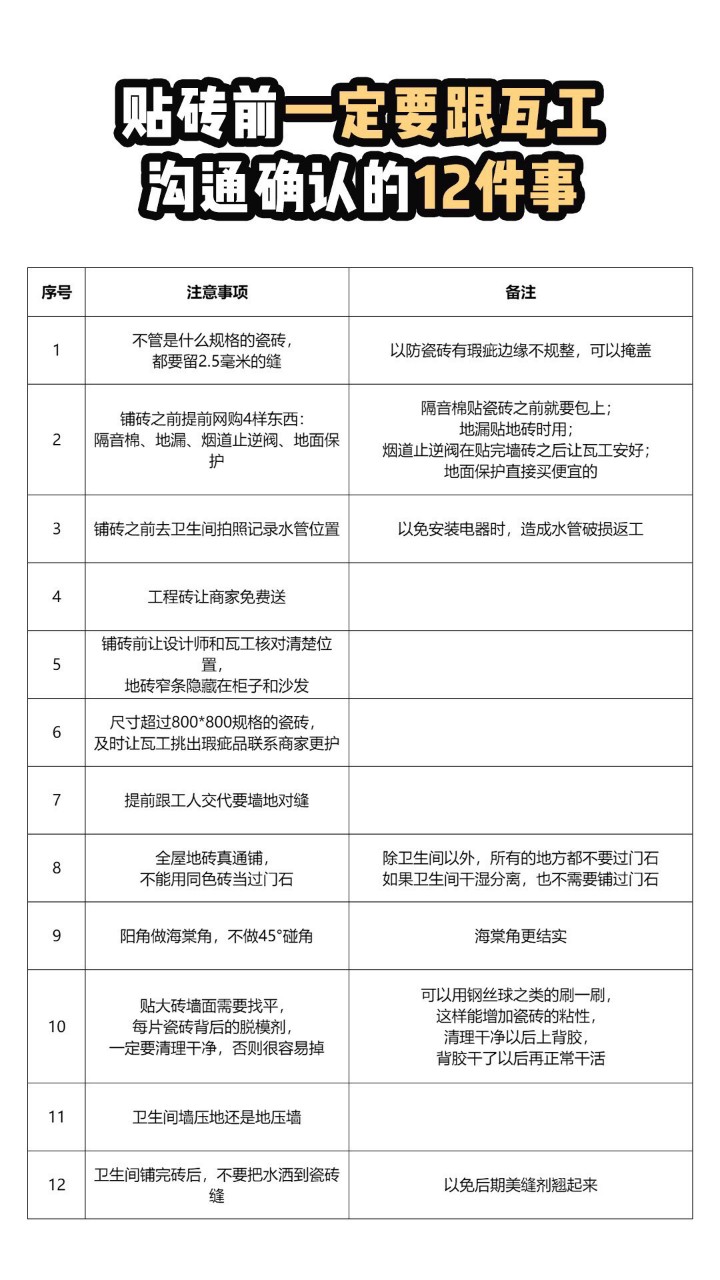 贴砖前一定要跟瓦工
沟通确认的12件事
序号 注意事项 备注
1
不管是什么规格的瓷砖，
都要留2.5毫米的缝
以防瓷砖有瑕疵边缘不规整，可以掩盖
2
铺砖之前提前网购4样东西：
隔音棉、地漏、烟道止逆阀、地面保
护
隔音棉贴瓷砖之前就要包上；
地漏贴地砖时用；
烟道止逆阀在贴完墙砖之后让瓦工安好；
地面保护直接买便宜的
3
铺砖之前去卫生间拍照记录水管位置
以免安装电器时，造成水管破损返工
4
工程砖让商家免费送
5
铺砖前让设计师和瓦工核对清楚位
置，
地砖窄条隐藏在柜子和沙发
6
尺寸超过800*800规格的瓷砖，
及时让瓦工挑出瑕疵品联系商家更护
7
提前跟工人交代要墙地对缝
8
全屋地砖真通铺，
不能用同色砖当过门石
除卫生间以外，所有的地方都不要过门石
如果卫生间干湿分离，也不需要铺过门石
9
阳角做海棠角，不做45°碰角
海棠角更结实
10
贴大砖墙面需要找平，
每片瓷砖背后的脱模剂，
一定要清理干净，否则很容易掉
可以用钢丝球之类的刷一刷，
这样能增加瓷砖的粘性，
清理干净以后上背胶，
背胶干了以后再正常干活
11
卫生间墙压地还是地压墙
12
卫生间铺完砖后，不要把水洒到瓷砖
缝
以免后期美缝剂翘起来